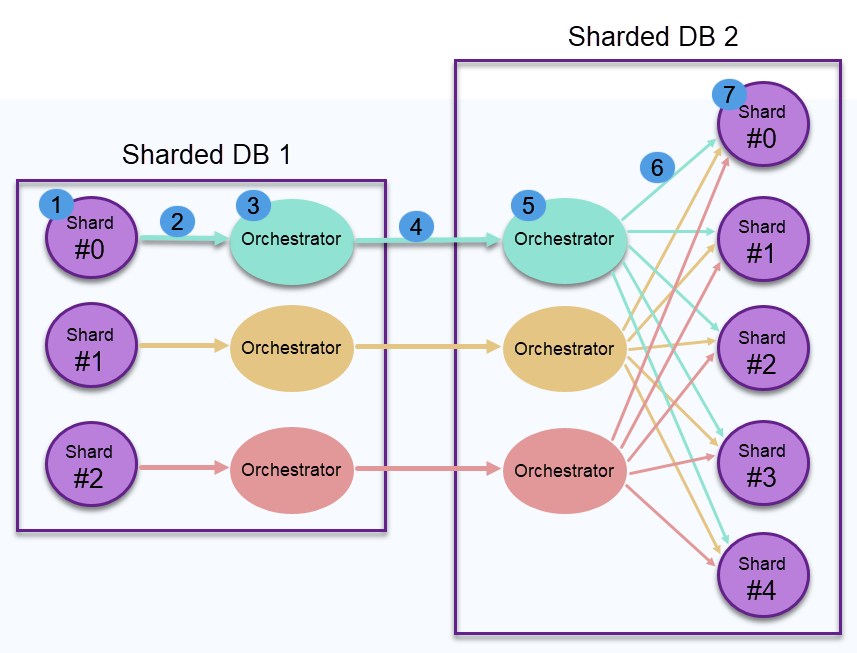 Sharded DB 2
7
Shard
#0
6
Sharded DB 1
1
Shard
#0
2
3
Orchestrator
4
5
Orchestrator
Shard
#1
Shard
#1
Orchestrator
Orchestrator
Shard
#2
Shard
#2
Orchestrator
Orchestrator
Shard
#3
Shard
#4